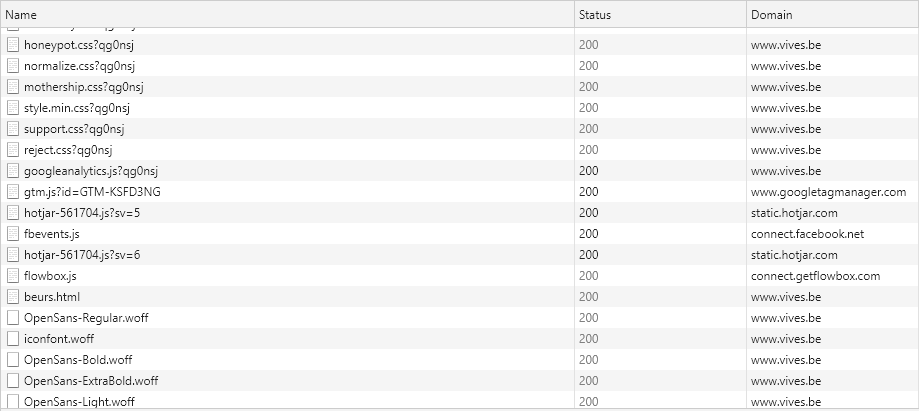 Name Status Domain
honeypot.css?qg0nsj 200 www.vives.be
normalize.css?qg0nsj 200 www.vives.be
mothership.css?qg0nsj 200 www.vives.be
style.min.css?qg0nsj 200 www.vives.be
support.css?qg0nsj 200 www.vives.be
reject.css?qg0nsj 200 www.vives.be
googleanalytics.js?qg0nsj 200 www.vives.be
gtm.js?id=GTM-KSFD3NG 200 www.googletagmanager.com
hotjar-561704.js?sv=5 200 static.hotjar.com
fbevents.js 200 connect.facebook.net
hotjar-561704.js?sv=6 200 static.hotjar.com
flowbox.js 200 connect.getflowbox.com
beurs.html 200 www.vives.be
OpenSans-Regular.woff 200 www.vives.be
iconfont.woff 200 www.vives.be
OpenSans-Bold.woff 200 www.vives.be
OpenSans-ExtraBold.woff 200 www.vives.be
OpenSans-Light.woff 200 www.vives.be